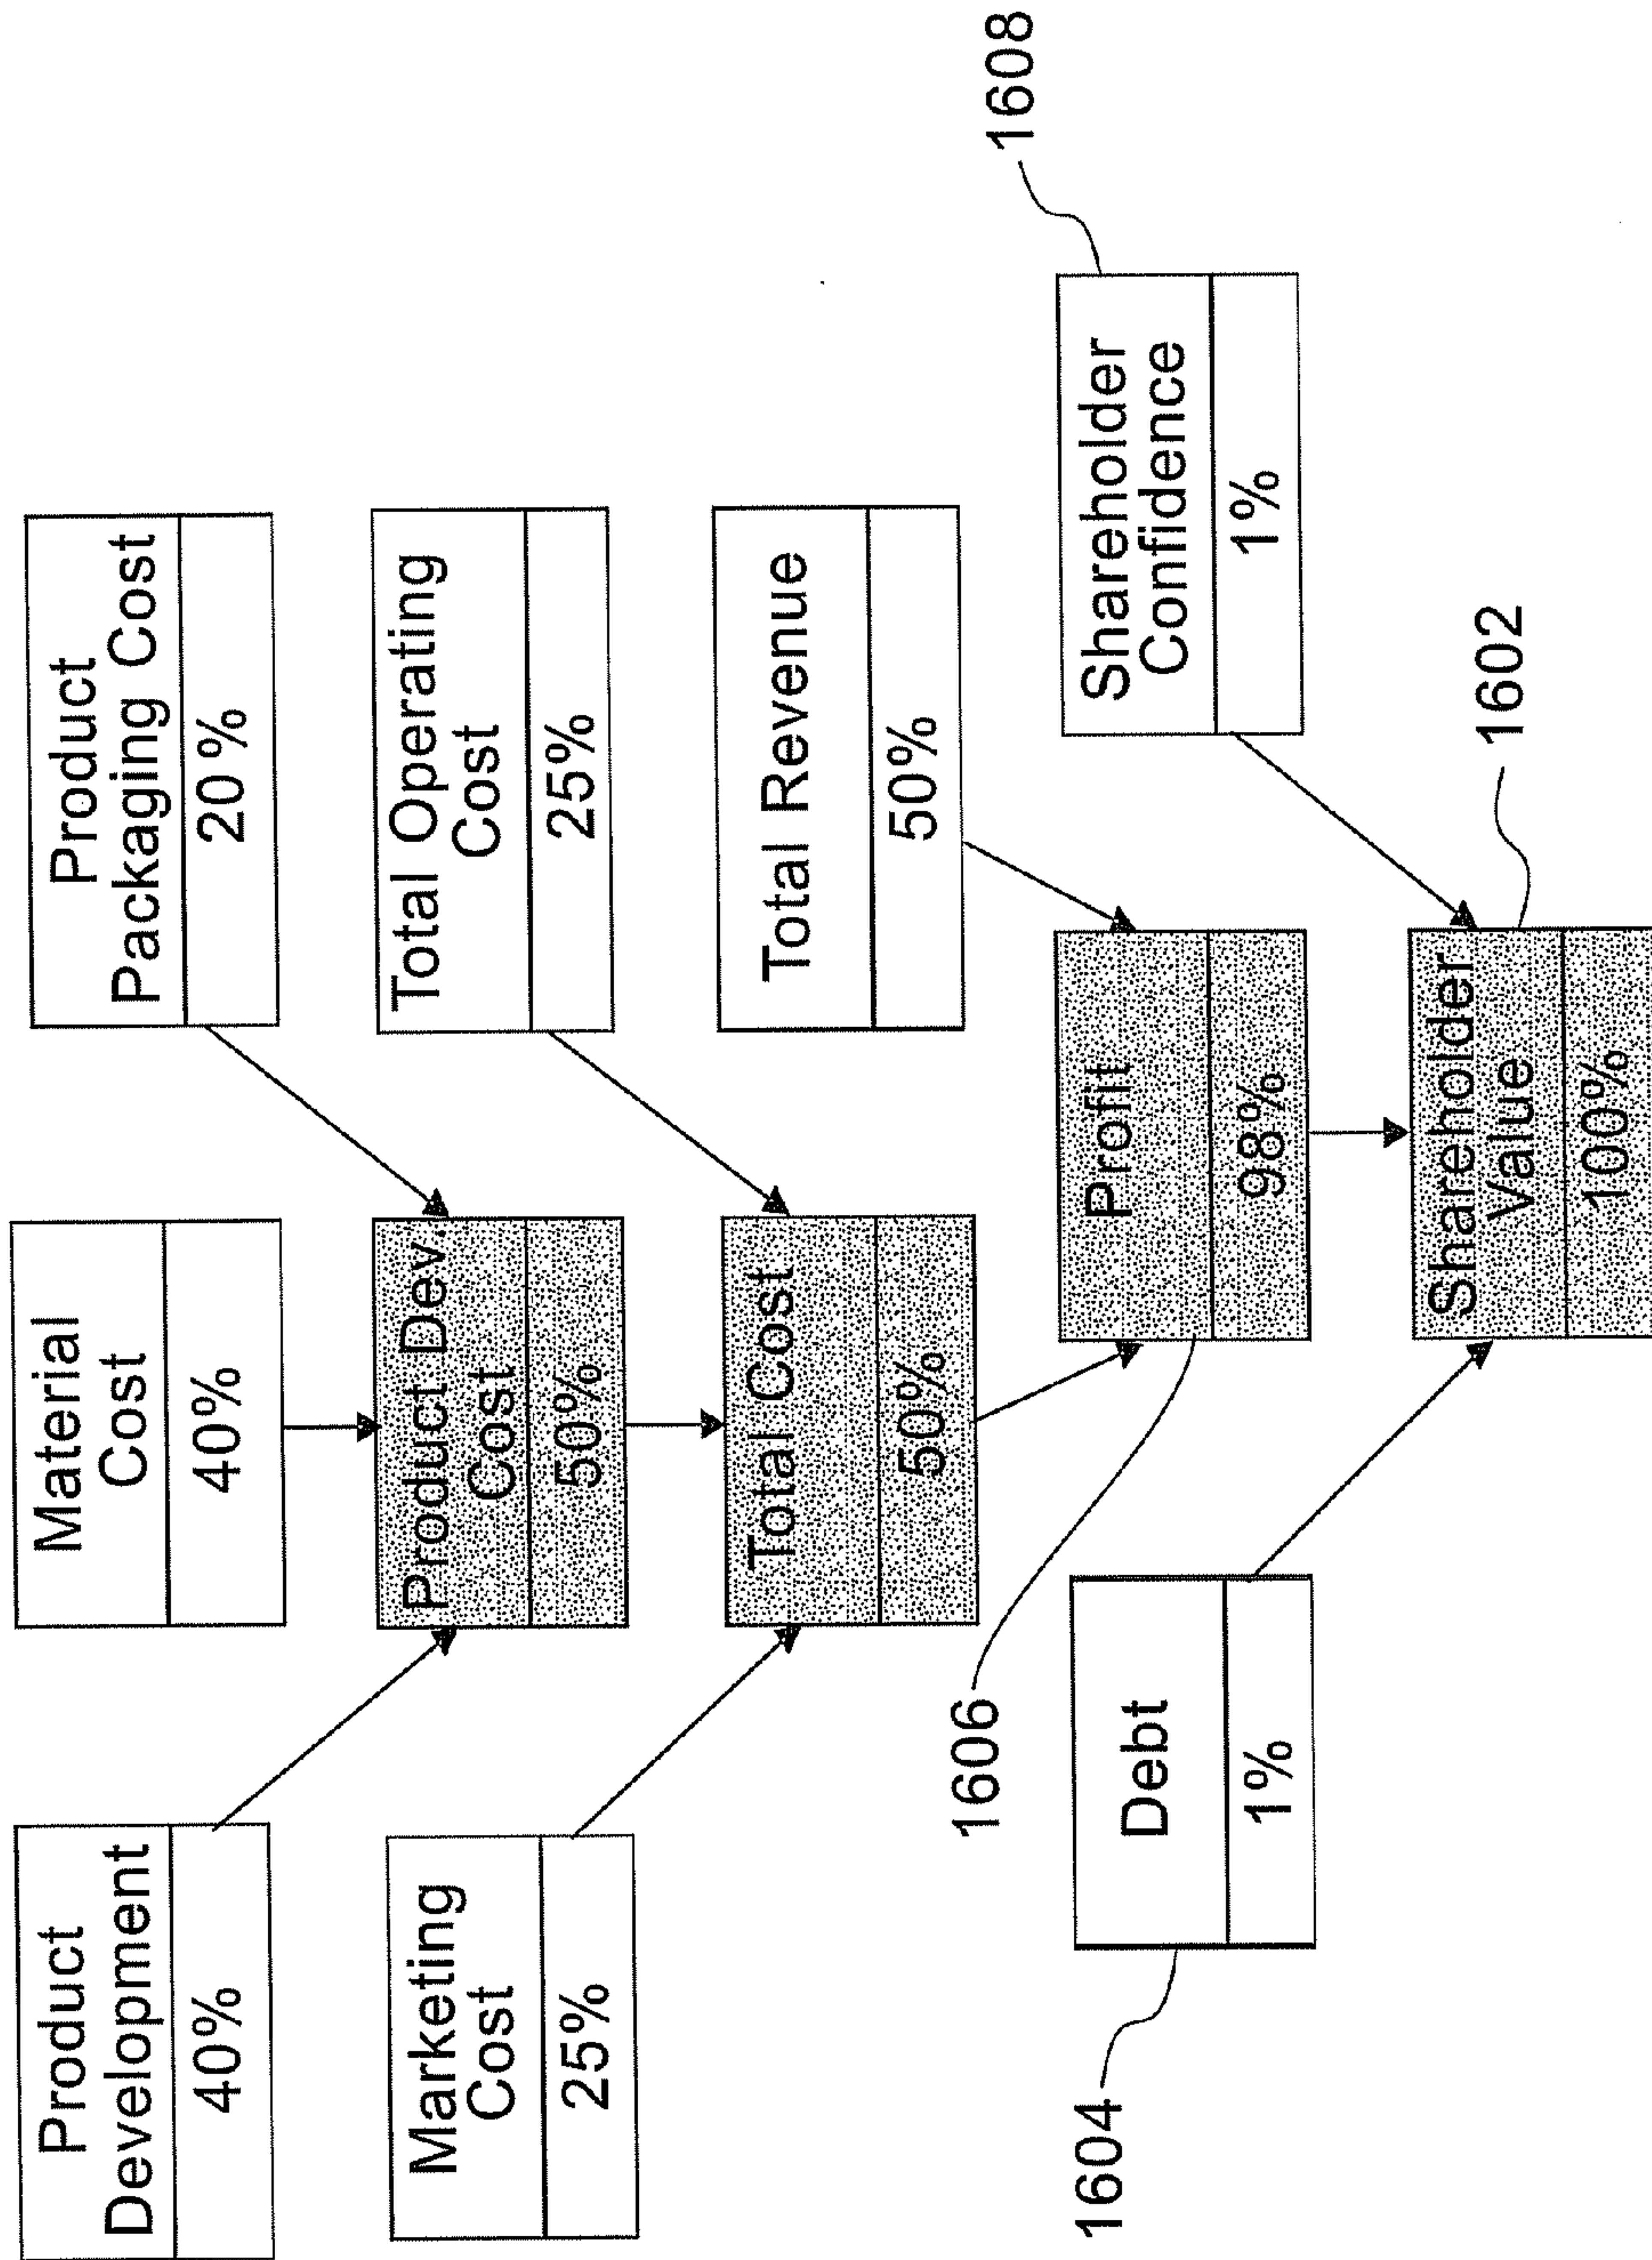 Product
Development
40%
Material
Cost
40%
Product
Packaging Cost
20%
Marketing
Cost
25%
Product Dev.
Cost
50%
Total Operating
Cost
25%
Total Cost
50%
Total Revenue
50%
1606
1604
Debt
1%
Profit
98%
Shareholder
Confidence
1%
1608
Shareholder
Value
100%
1602